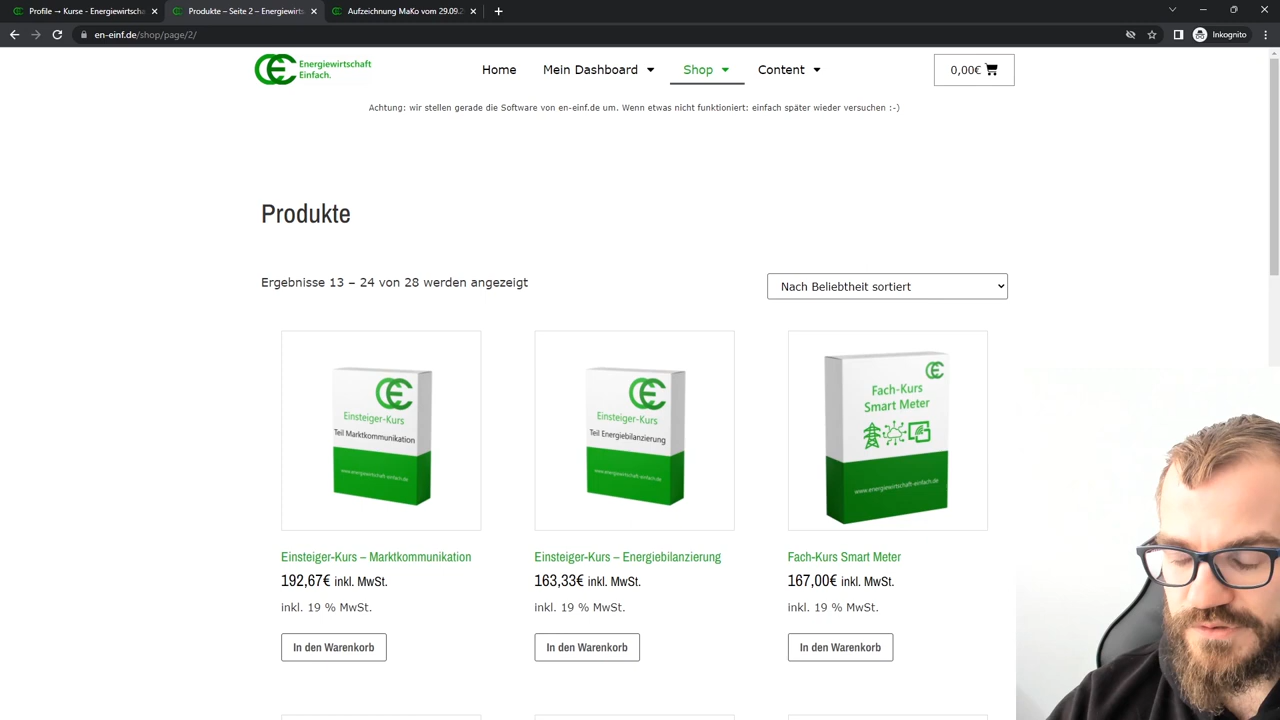 Profile → Kurse - Energiewirtscha
Produkte – Seite 2 – Energiewirts
Aufzeichnung MaKo vom 29.09.2
en-einf.de/shop/page/2/
Inkognito
Energiewirtschaft
Einfach.
Home
Mein Dashboard
Shop
Content
0,00€
Achtung: wir stellen gerade die Software von en-einf.de um. Wenn etwas nicht funktioniert: einfach später wieder versuchen :-)
Produkte
Ergebnisse 13 – 24 von 28 werden angezeigt
Nach Beliebtheit sortiert
Einsteiger-Kurs
Teil Marktkommunikation
www.energiewirtschaft-einfach.de
Einsteiger-Kurs
Teil Energiebilanzierung
www.energiewirtschaft-einfach.de
Fach-Kurs
Smart Meter
www.energiewirtschaft-einfach.de
Einsteiger-Kurs – Marktkommunikation
192,67€ inkl. MwSt.
inkl. 19 % MwSt.
In den Warenkorb
Einsteiger-Kurs – Energiebilanzierung
163,33€ inkl. MwSt.
inkl. 19 % MwSt.
In den Warenkorb
Fach-Kurs Smart Meter
167,00€ inkl. MwSt.
inkl. 19 % MwSt.
In den Warenkorb